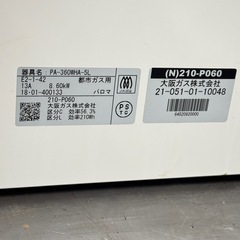 器具名: PA-360WHA-5L
E2-1-42 都市ガス用
13A 8.60kW
18.01-400133 パロマ
210-P060
大阪ガス株式会社
区分C 効率56.3%
区分L 効率210Wh
PS
TG
(N)210-P060
大阪ガス株式会社
21-051-01-10048